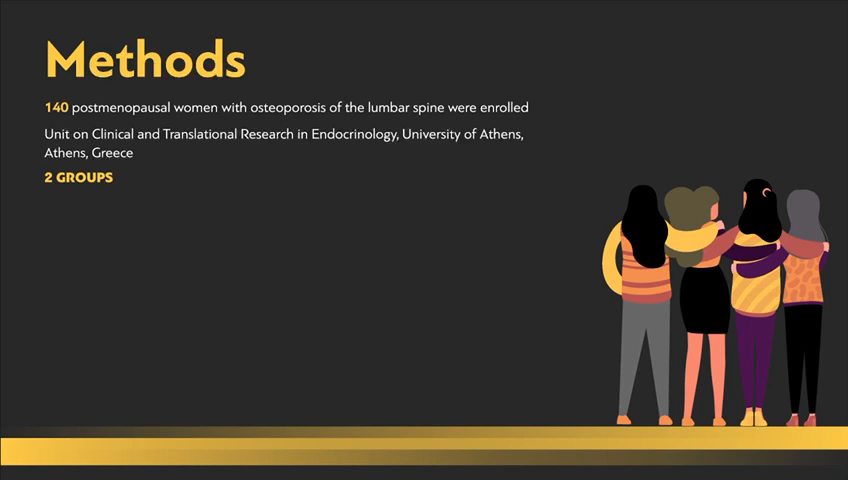 Methods
140 postmenopausal women with osteoporosis of the lumbar spine were enrolled
Unit on Clinical and Translational Research in Endocrinology, University of Athens,
Athens, Greece
2 GROUPS